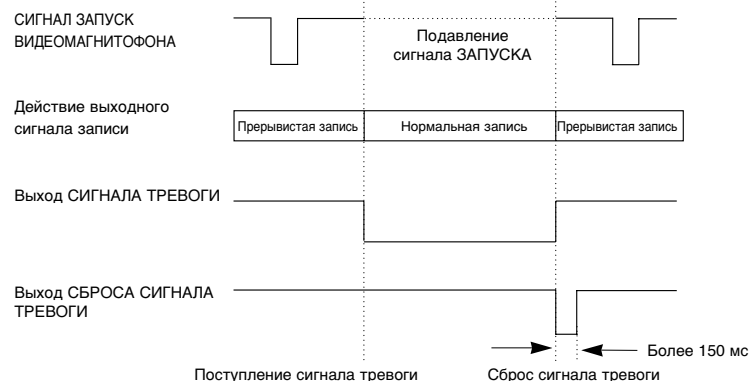 СИГНАЛ ЗАПУСК
ВИДЕОМАГНИТОФОНА
Подавление
сигнала ЗАПУСКА
Действие выходного
сигнала записи
Прерывистая запись
Нормальная запись
Прерывистая запись
Выход СИГНАЛА ТРЕВОГИ
Выход СБРОСА СИГНАЛА
ТРЕВОГИ
Более 150 мс
Поступление сигнала тревоги
Сброс сигнала тревоги